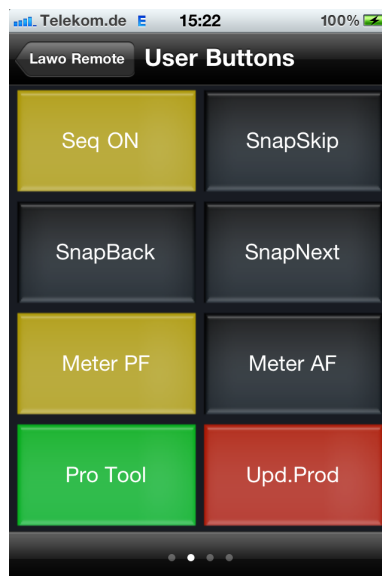 Telekom.de E 15:22 100%
Lawo Remote User Buttons
Seq ON SnapSkip
SnapBack SnapNext
Meter PF Meter AF
Pro Tool Upd.Prod